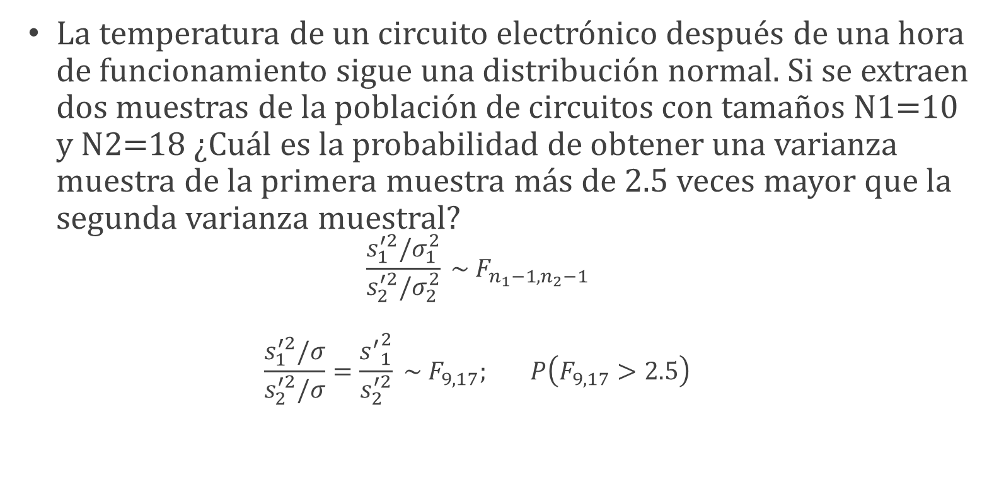 • La temperatura de un circuito electrónico después de una hora
de funcionamiento sigue una distribución normal. Si se extraen
dos muestras de la población de circuitos con tamaños N1=10
y N2=18 ¿Cuál es la probabilidad de obtener una varianza
muestra de la primera muestra más de 2.5 veces mayor que la
segunda varianza muestral?
\frac{s_1'^2/\sigma_1^2}{s_2'^2/\sigma_2^2} \sim F_{n_1-1,n_2-1}
\frac{s_1'^2/\sigma}{s_2'^2/\sigma} = \frac{s'^2_1}{s_2'^2} \sim F_{9,17}; P(F_{9,17} > 2.5)